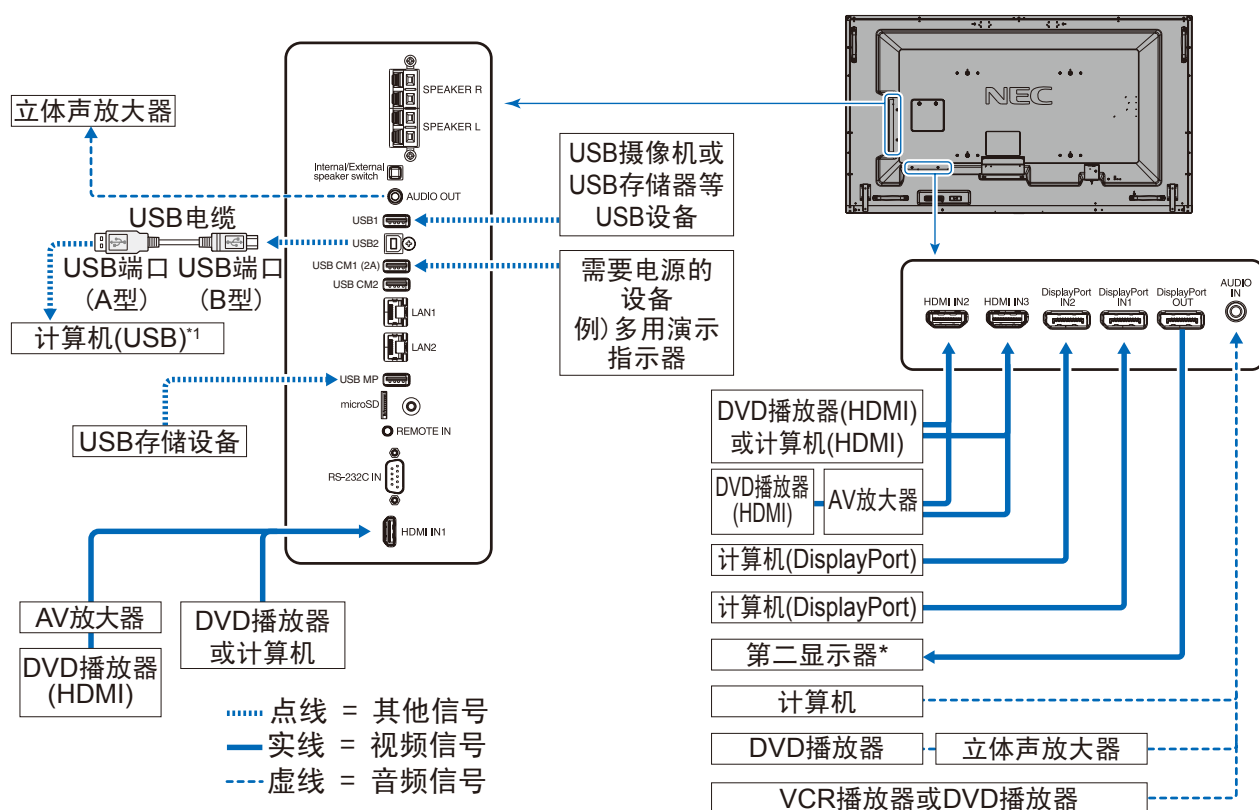 NEC
SPEAKER R
SPEAKER L
Internal/External
speaker switch
AUDIO OUT
USB1
USB2
USB CM1 (2A)
USB CM2
LAN1
LAN2
USB MP
microSD
REMOTE IN
RS-232C IN
HDMI IN1
立体声放大器
USB电缆
USB端口
(A型)
USB端口
(B型)
计算机(USB)*1
USB存储设备
USB摄像机或
USB存储器等
USB设备
需要电源的
设备
例)多用演示
指示器
AV放大器
DVD播放器
(HDMI)
DVD播放器
或计算机
点线 = 其他信号
实线 = 视频信号
虚线 = 音频信号
HDMI IN2
HDMI IN3
DisplayPort
IN2
DisplayPort
IN1
DisplayPort
OUT
AUDIO
IN
DVD播放器(HDMI)
或计算机(HDMI)
DVD播放器
(HDMI)
AV放大器
计算机(DisplayPort)
计算机(DisplayPort)
第二显示器*
计算机
DVD播放器
立体声放大器
VCR播放器或DVD播放器